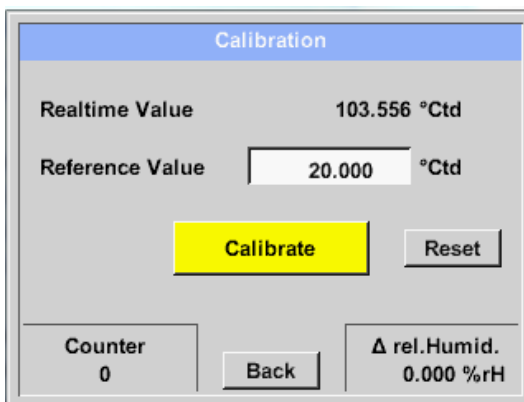 Calibration
Realtime Value 103.556 °Ctd
Reference Value 20.000 °Ctd
Calibrate Reset
Counter
0
Back
Δ rel.Humid.
0.000 %rH